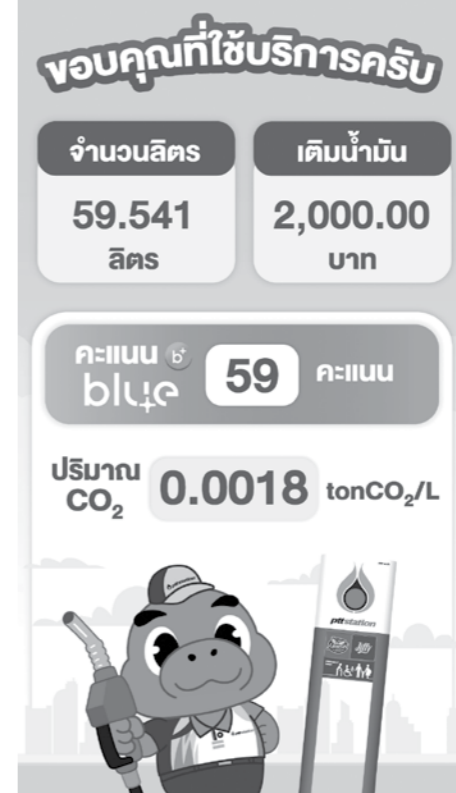 ขอบคุณที่ใช้บริการครับ
จำนวนลิตร
59.541
ลิตร
เติมน้ำมัน
2,000.00
บาท
คะแนน b+
blue
59 คะแนน
ปริมาณ
CO₂
0.0018 tonCO₂/L
pttstation